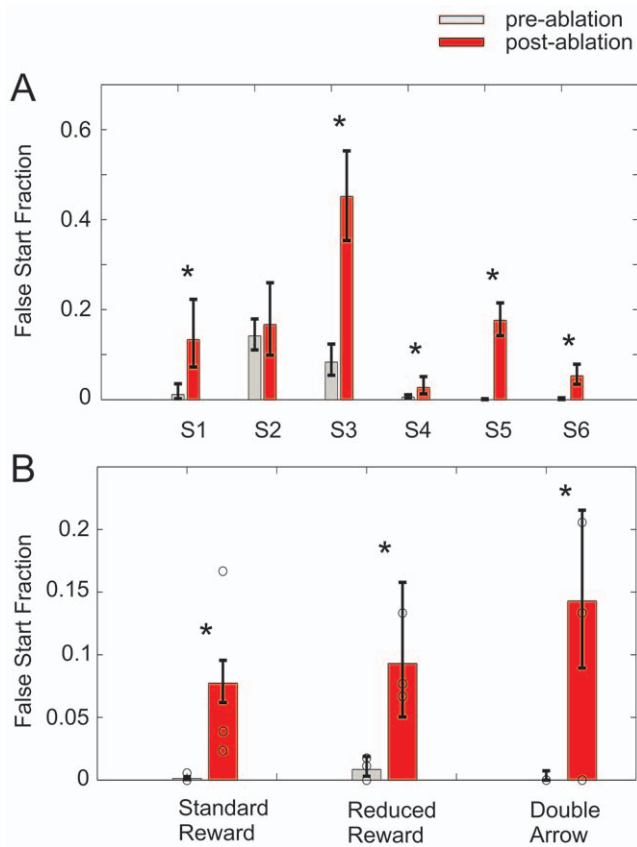 pre-ablation
post-ablation
A
False Start Fraction
0.6
0.4
0.2
0
*
*
*
*
*
S1 S2 S3 S4 S5 S6
B
False Start Fraction
0.2
0.15
0.1
0.05
0
*
*
*
Standard Reduced Double
Reward Reward Arrow